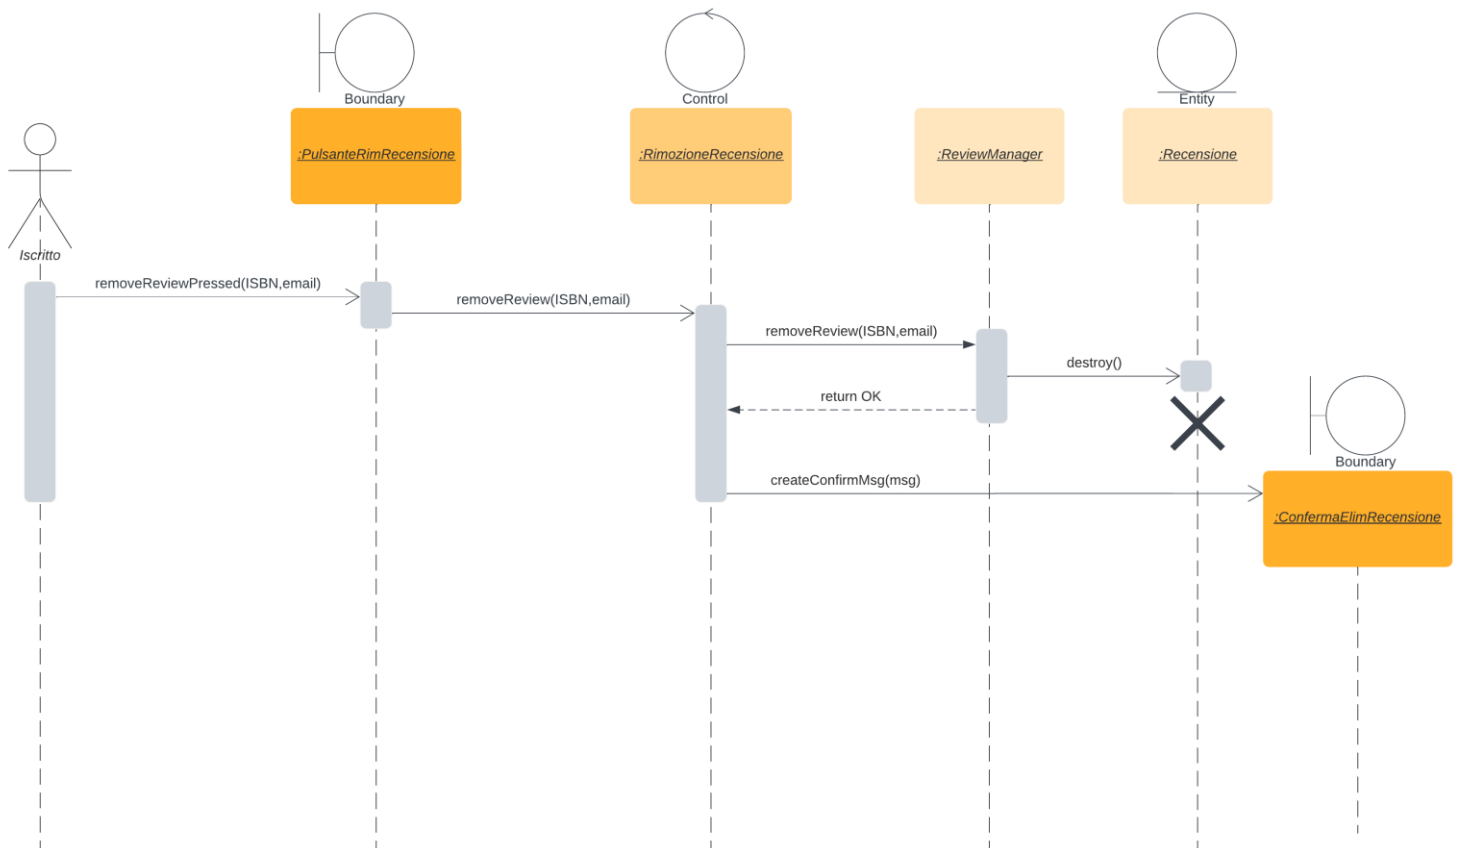 Boundary
Control
Entity
:PulsanteRimRecensione
:RimozioneRecensione
:ReviewManager
:Recensione
Iscritto
removeReviewPressed(ISBN,email)
removeReview(ISBN,email)
removeReview(ISBN,email)
destroy()
return OK
Boundary
createConfirmMsg(msg)
:ConfermaElimRecensione